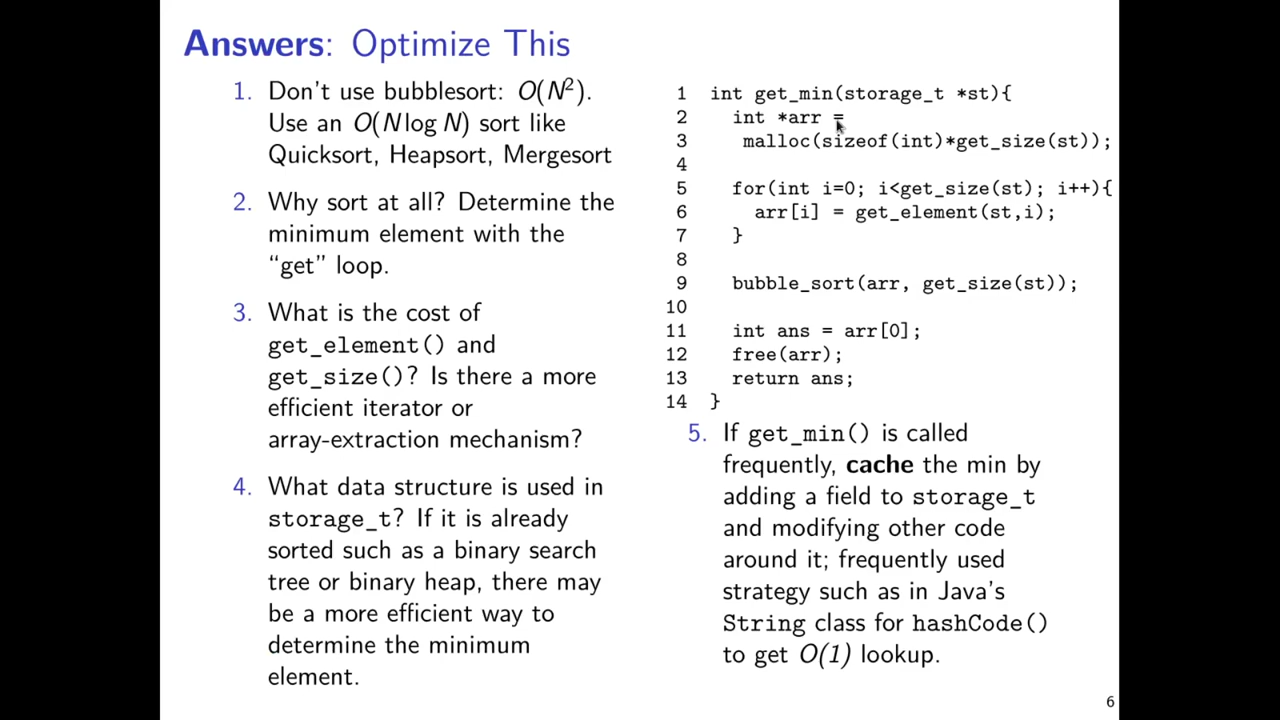 Answers: Optimize This
1. Don't use bubblesort: O(N²).
Use an O(N log N) sort like
Quicksort, Heapsort, Mergesort
2. Why sort at all? Determine the
minimum element with the
“get” loop.
3. What is the cost of
get_element() and
get_size()? Is there a more
efficient iterator or
array-extraction mechanism?
4. What data structure is used in
storage_t? If it is already
sorted such as a binary search
tree or binary heap, there may
be a more efficient way to
determine the minimum
element.
1 int get_min(storage_t *st){
2 int *arr =
3 malloc(sizeof(int)*get_size(st));
4
5 for(int i=0; i<get_size(st); i++){
6 arr[i] = get_element(st,i);
7 }
8
9 bubble_sort(arr, get_size(st));
10
11 int ans = arr[0];
12 free(arr);
13 return ans;
14 }
5. If get_min() is called
frequently, cache the min by
adding a field to storage_t
and modifying other code
around it; frequently used
strategy such as in Java's
String class for hashCode()
to get O(1) lookup.
6